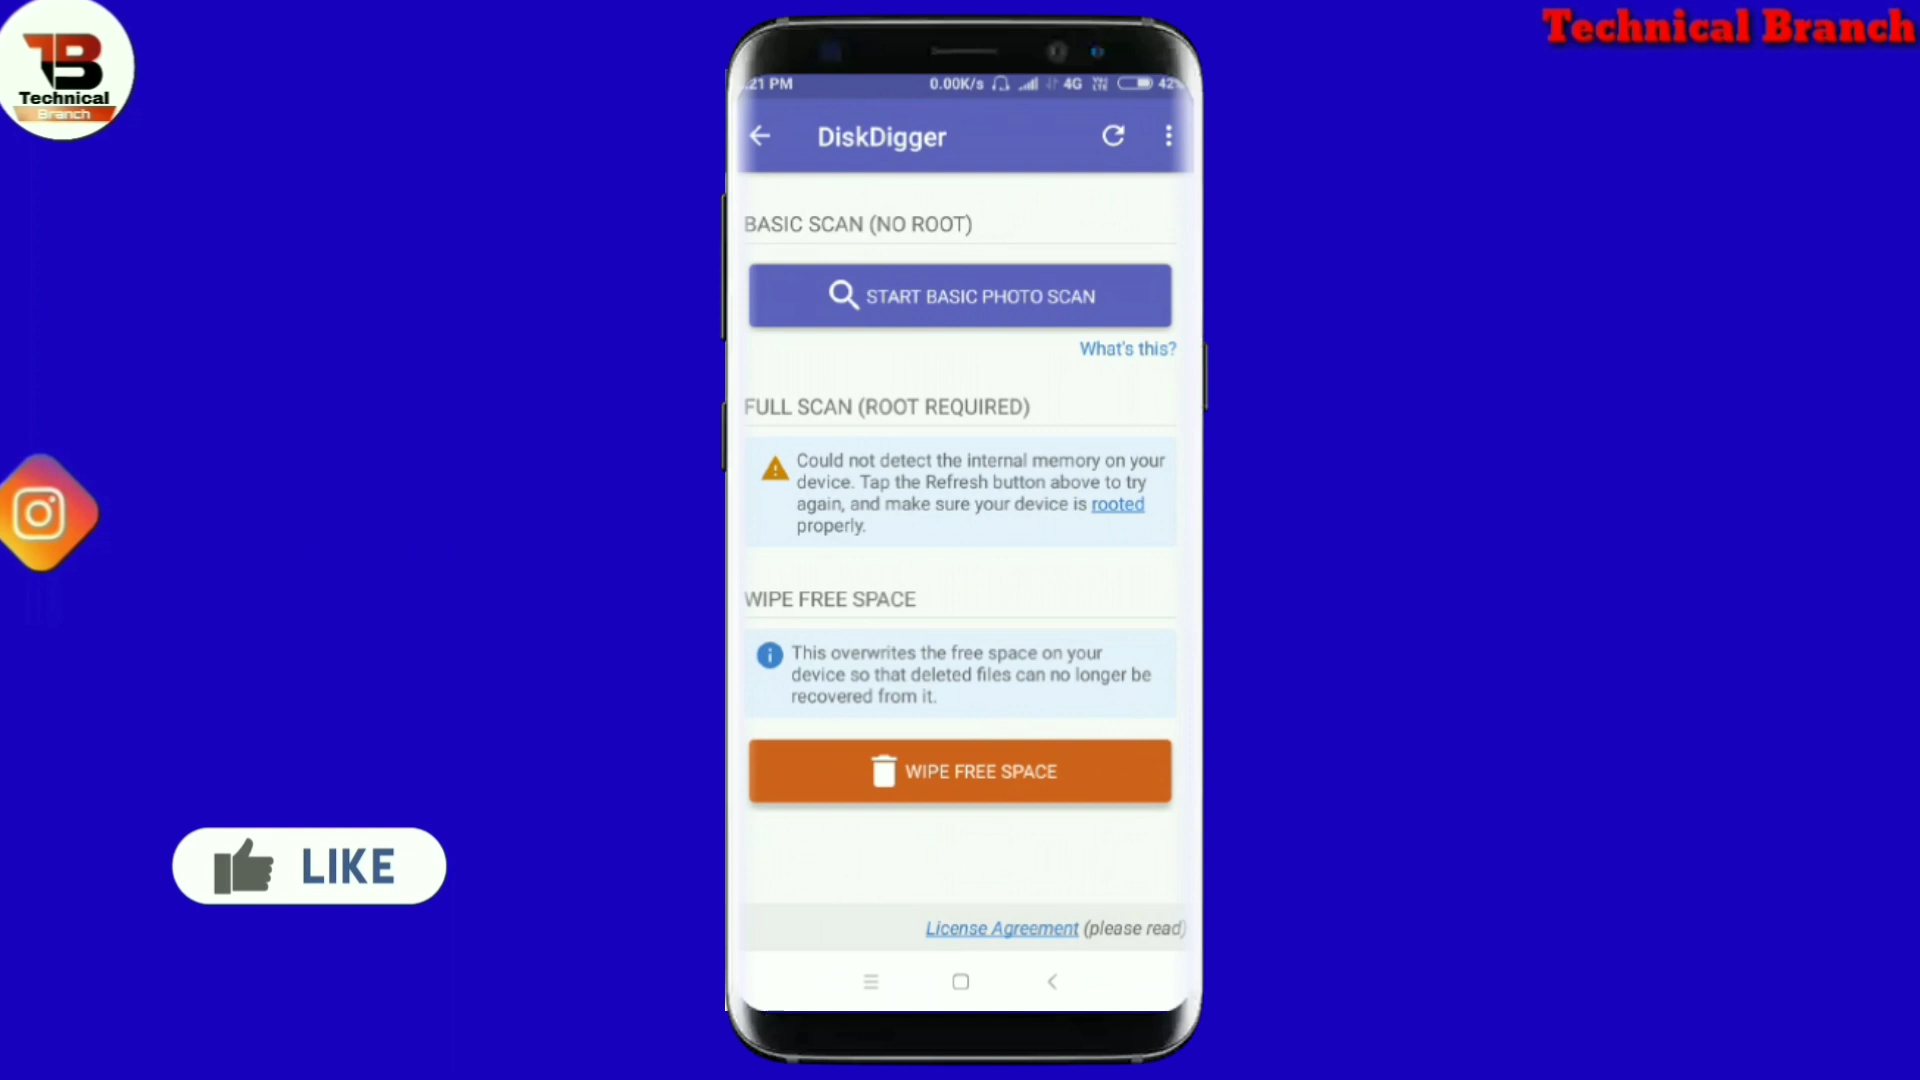 Technical Branch
TB
Technical
Branch
:21 PM 0.00K/s 4G 42%
DiskDigger
BASIC SCAN (NO ROOT)
START BASIC PHOTO SCAN
What's this?
FULL SCAN (ROOT REQUIRED)
Could not detect the internal memory on your
device. Tap the Refresh button above to try
again, and make sure your device is rooted
properly.
WIPE FREE SPACE
This overwrites the free space on your
device so that deleted files can no longer be
recovered from it.
WIPE FREE SPACE
License Agreement (please read)
LIKE